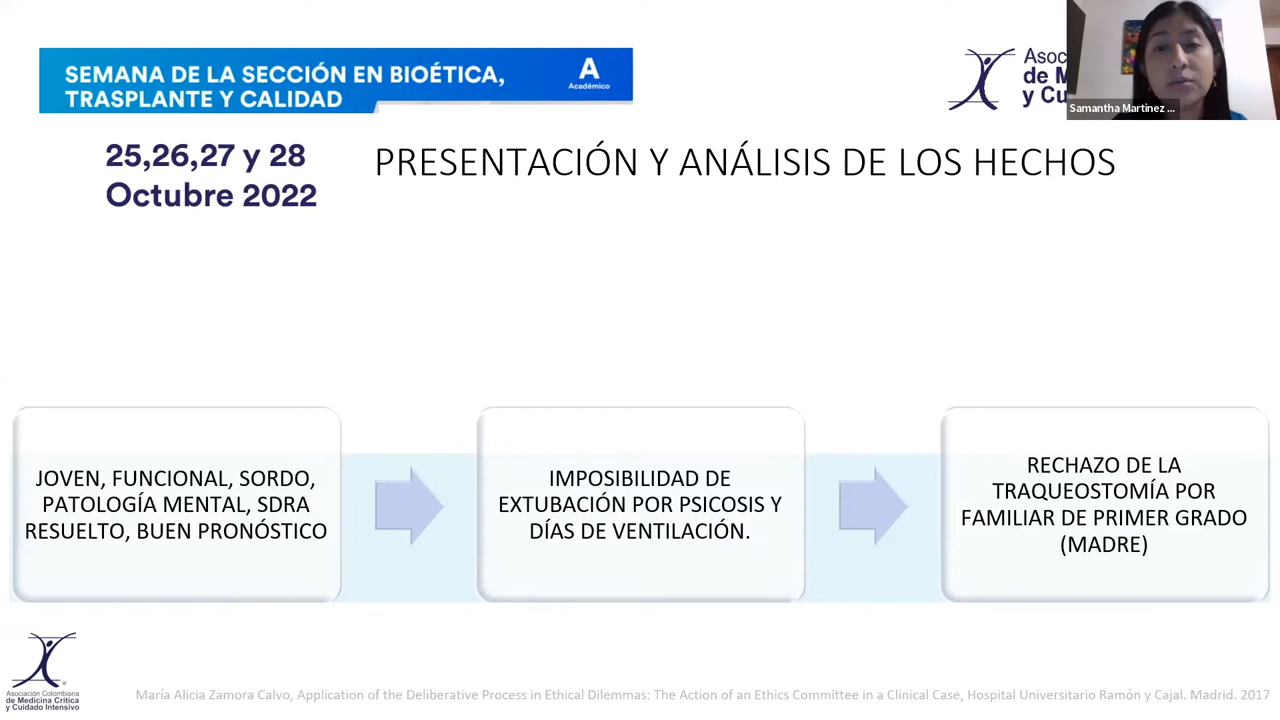 SEMANA DE LA SECCIÓN EN BIOÉTICA,
TRASPLANTE Y CALIDAD
A
Académico
Asoc
de M
y Cu
Samantha Martinez ...
25,26,27 y 28
Octubre 2022
PRESENTACIÓN Y ANÁLISIS DE LOS HECHOS
JOVEN, FUNCIONAL, SORDO,
PATOLOGÍA MENTAL, SDRA
RESUELTO, BUEN PRONÓSTICO
IMPOSIBILIDAD DE
EXTUBACIÓN POR PSICOSIS Y
DÍAS DE VENTILACIÓN.
RECHAZO DE LA
TRAQUEOSTOMÍA POR
FAMILIAR DE PRIMER GRADO
(MADRE)
Asociación Colombiana
de Medicina Crítica
y Cuidado Intensivo
María Alicia Zamora Calvo, Application of the Deliberative Process in Ethical Dilemmas: The Action of an Ethics Committee in a Clinical Case, Hospital Universitario Ramón y Cajal. Madrid. 2017